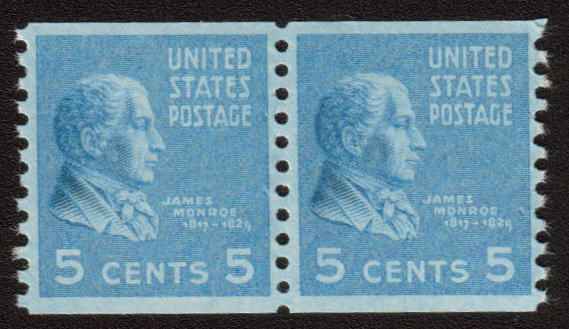 UNITED
STATES
POSTAGE
JAMES
MONROE
1817-1825
5 CENTS 5
UNITED
STATES
POSTAGE
JAMES
MONROE
1817-1825
5 CENTS 5